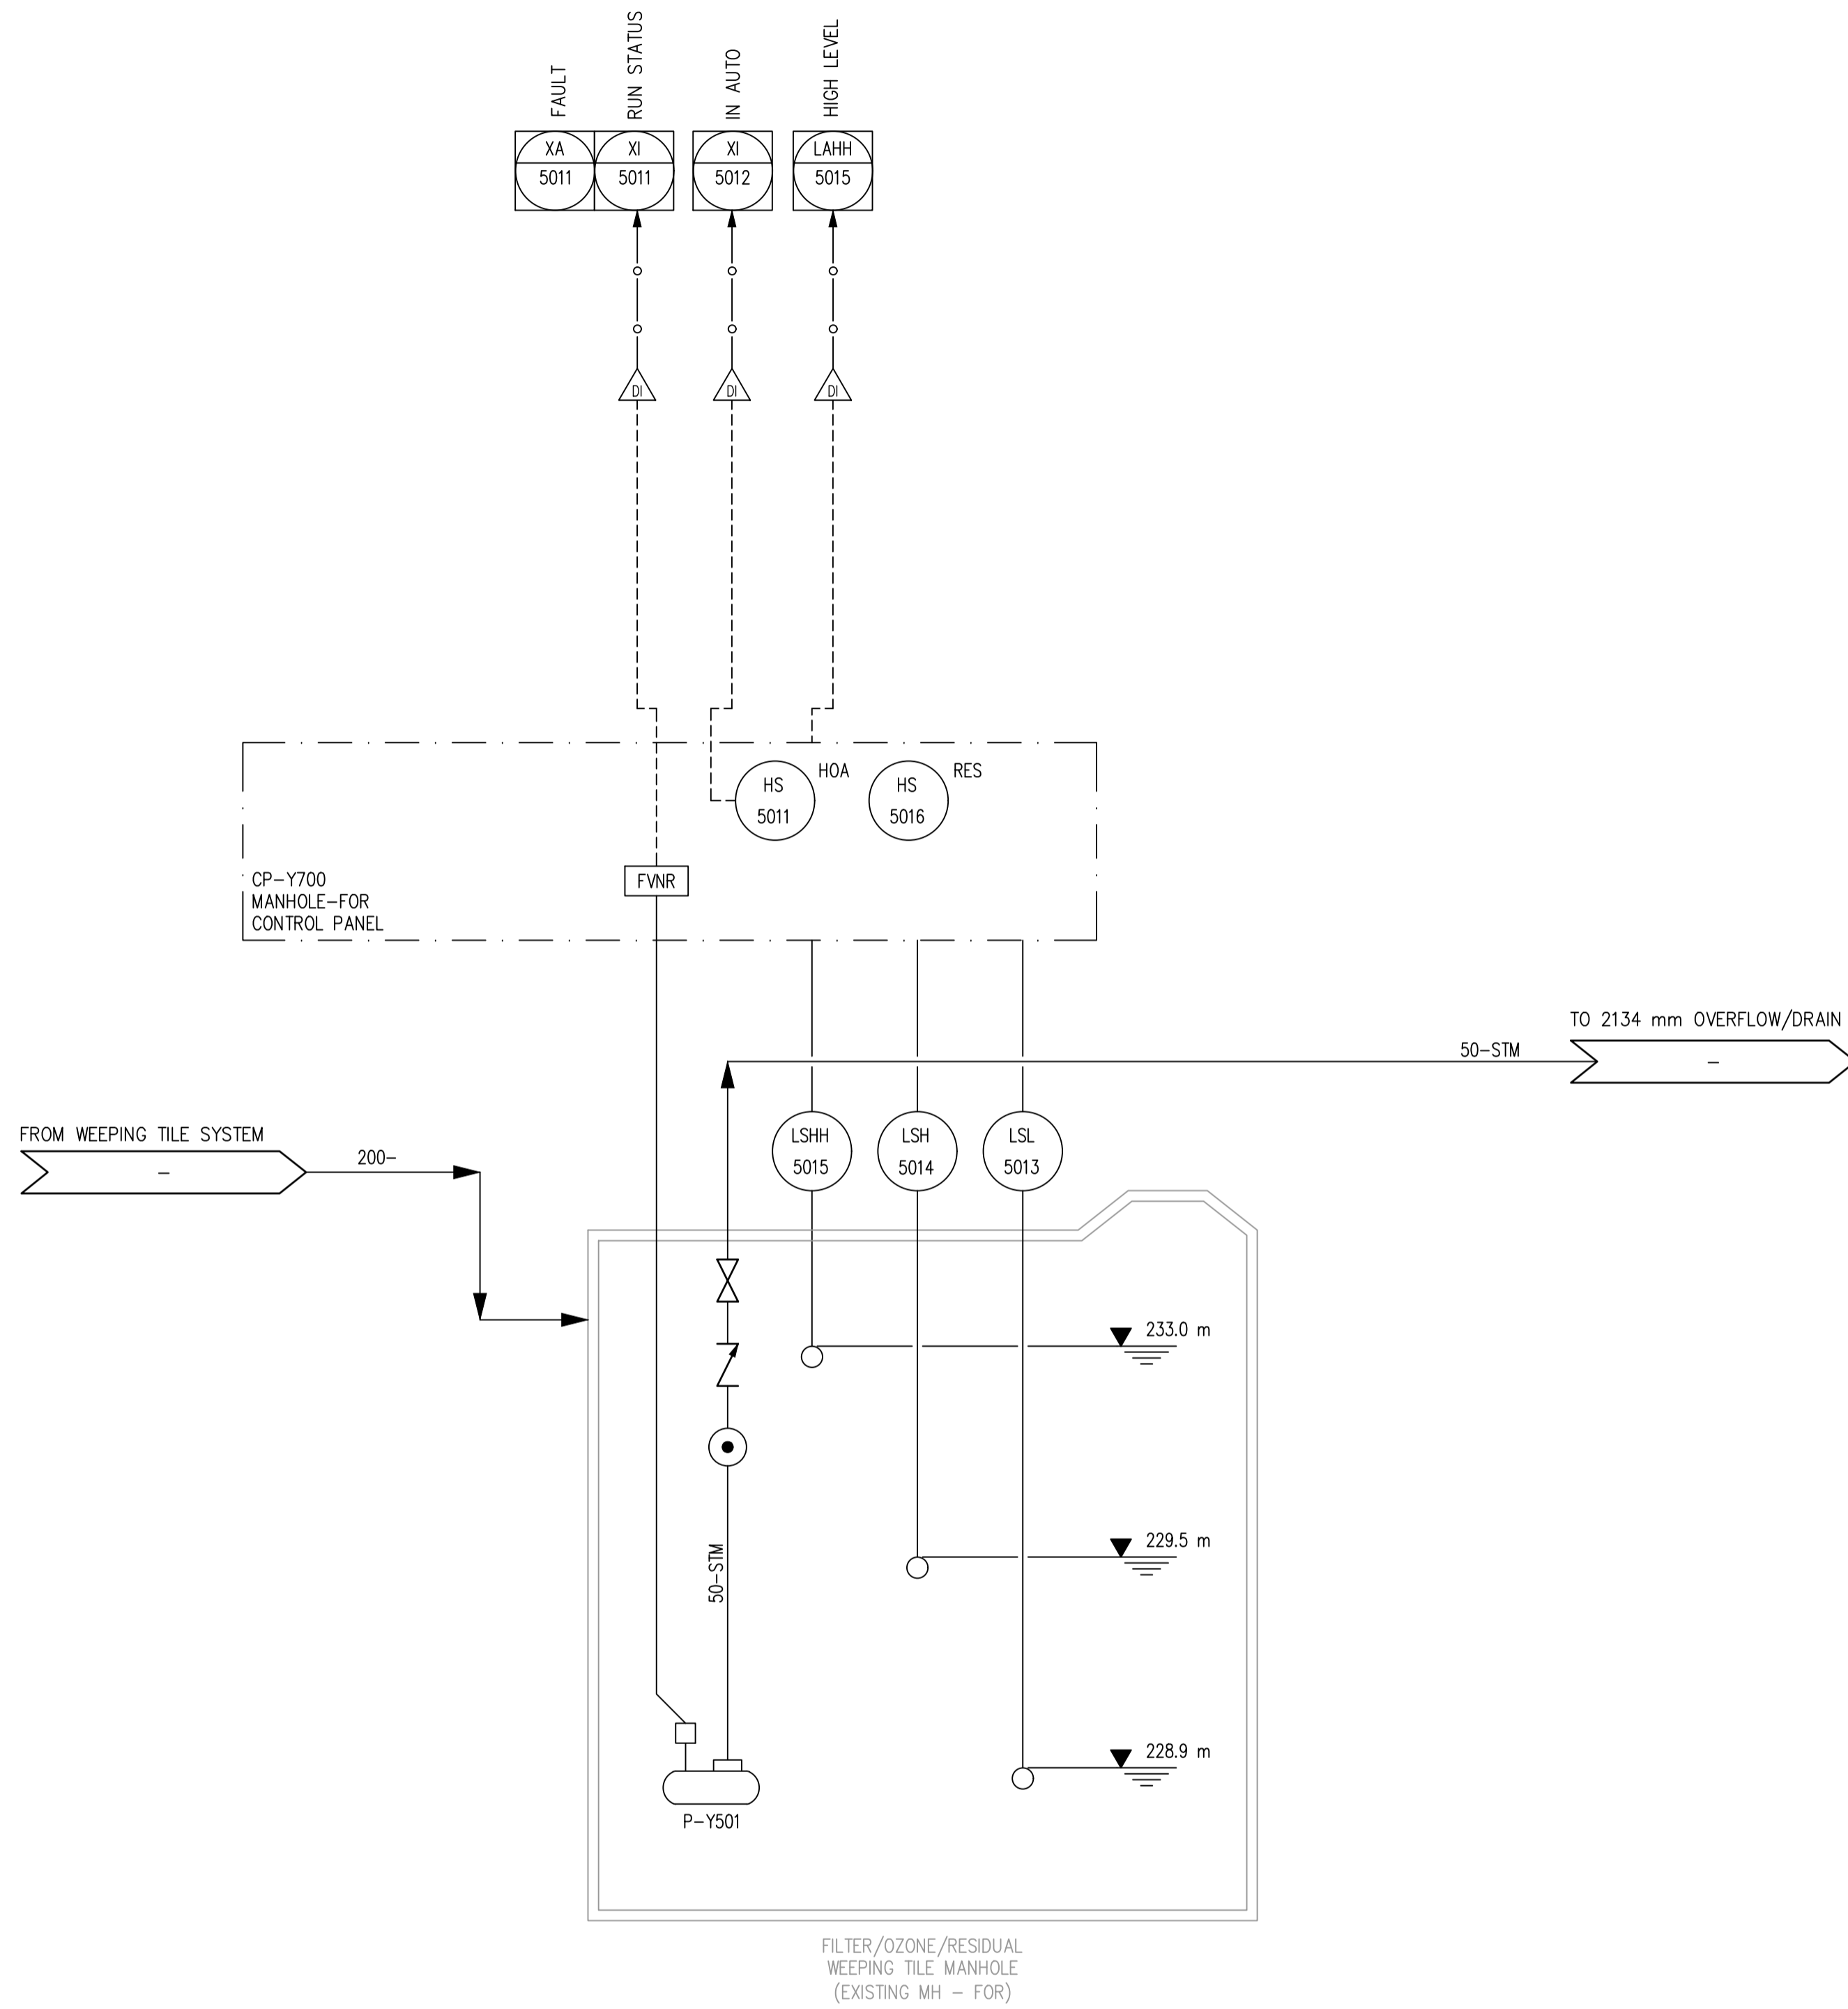 FAULT
RUN STATUS
IN AUTO
HIGH LEVEL
XA
5011
XI
5011
XI
5012
LAHH
5015
DI
DI
DI
HS
5011
HOA
HS
5016
RES
CP-Y700
MANHOLE-FOR
CONTROL PANEL
FVNR
TO 2134 mm OVERFLOW/DRAIN
50-STM
-
FROM WEEPING TILE SYSTEM
-
200-
LSHH
5015
LSH
5014
LSL
5013
233.0 m
229.5 m
50-STM
228.9 m
P-Y501
FILTER/OZONE/RESIDUAL
WEEPING TILE MANHOLE
(EXISTING MH - FOR)